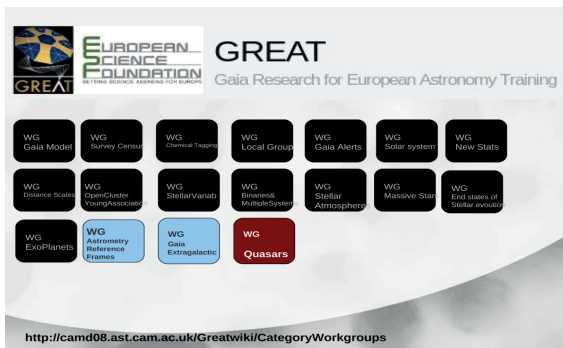 GREAT
EUROPEAN
SCIENCE
FOUNDATION
SETTING SCIENCE AGENDAS FOR EUROPE
GREAT
Gaia Research for European Astronomy Training
WG
Gaia Model
WG
Survey Census
WG
Chemical Tagging
WG
Local Group
WG
Gaia Alerts
WG
Solar system
WG
New Stats
WG
Distance Scales
WG
OpenCluster
YoungAssociation
WG
StellarVariab
WG
Binaries&
MultipleSystems
WG
Stellar
Atmospheres
WG
Massive Stars
WG
End states of
Stellar evoution
WG
ExoPlanets
WG
Astrometry
Reference
Frames
WG
Gaia
Extragalactic
WG
Quasars
http://camd08.ast.cam.ac.uk/Greatwiki/CategoryWorkgroups